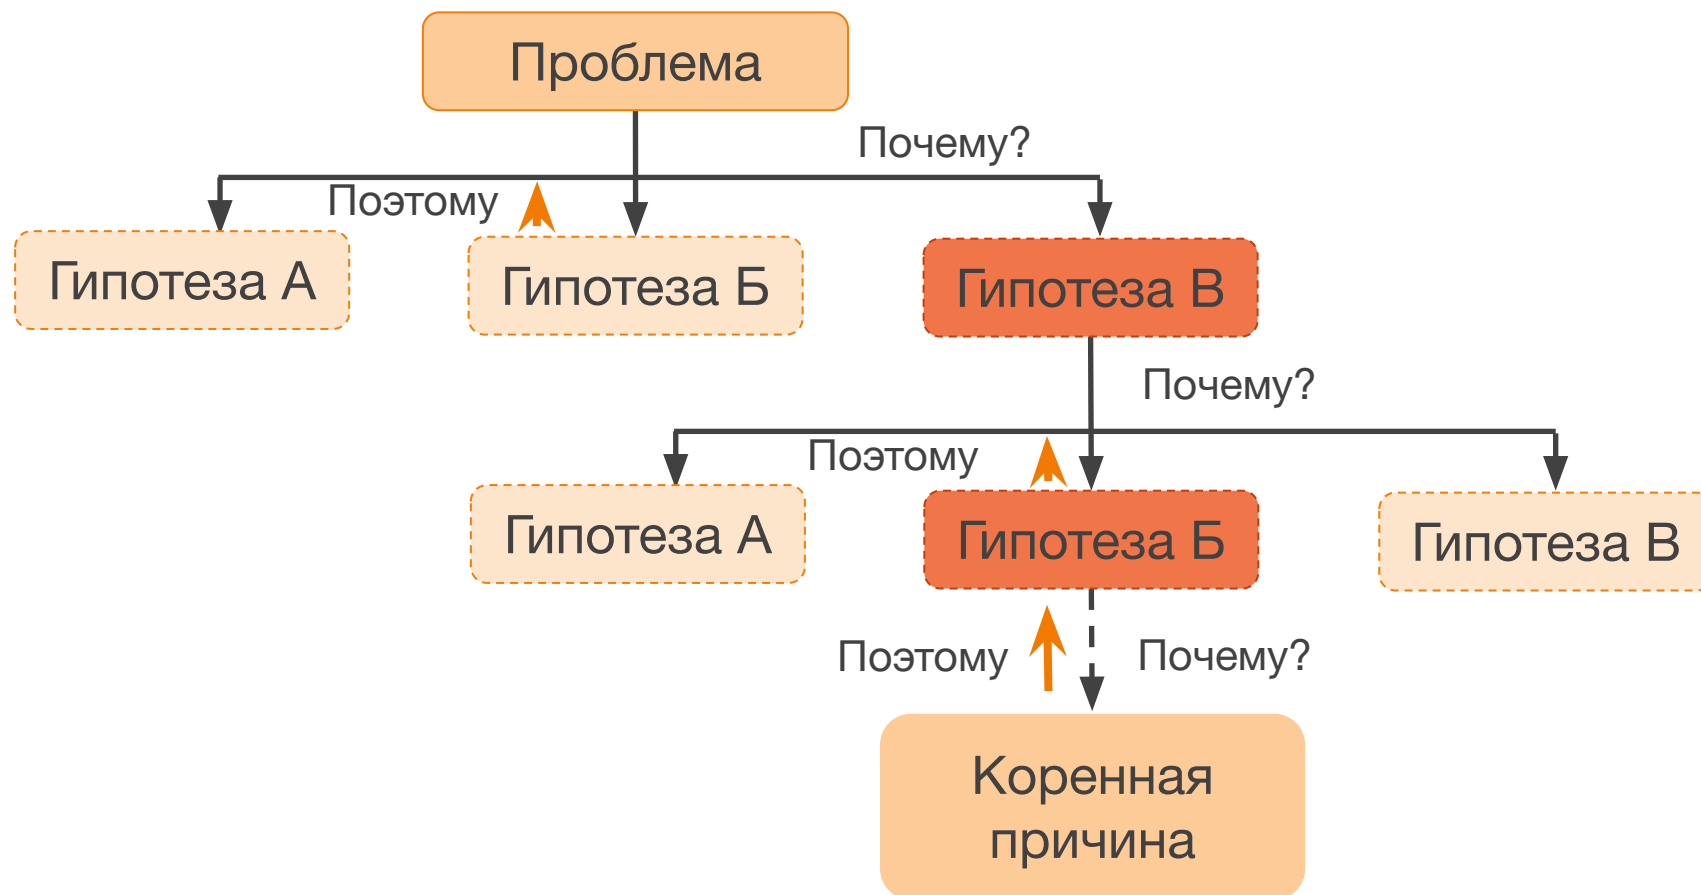 Проблема
Почему?
Поэтому
Гипотеза А
Гипотеза Б
Гипотеза В
Почему?
Поэтому
Гипотеза А
Гипотеза Б
Гипотеза В
Поэтому
Почему?
Коренная
причина